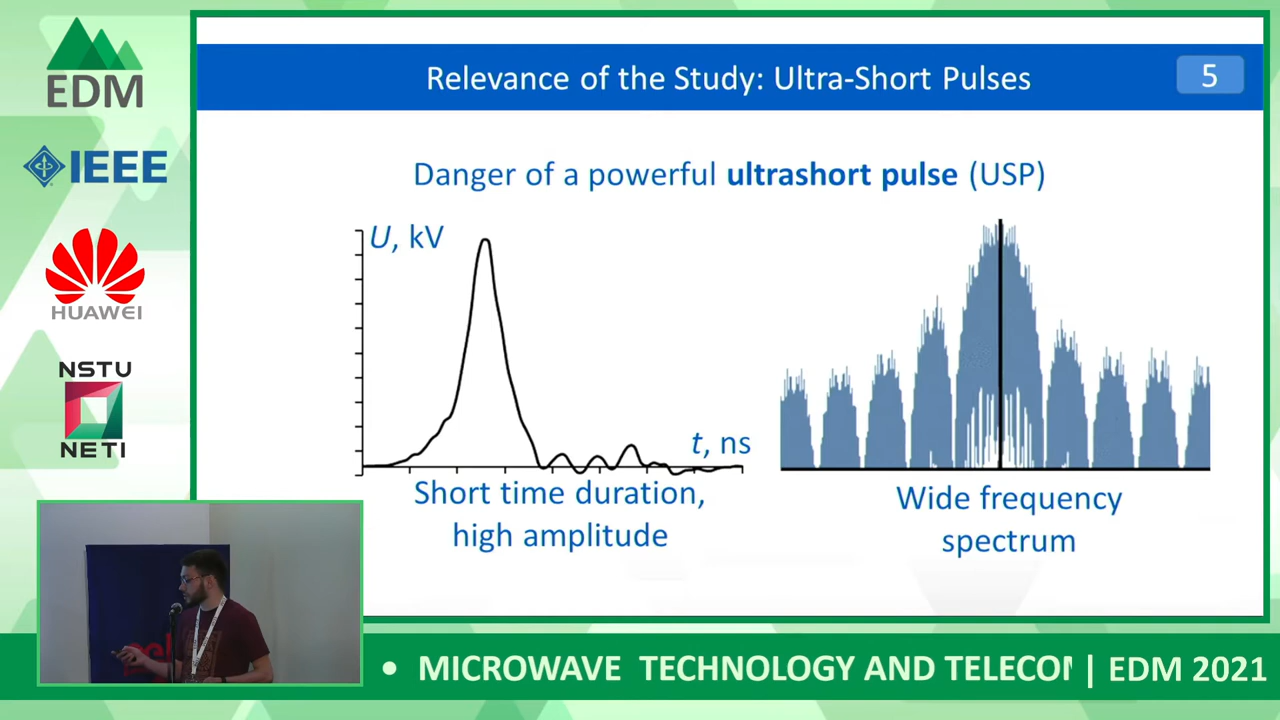 EDM
IEEE
HUAWEI
NSTU
NETI
Relevance of the Study: Ultra-Short Pulses
5
Danger of a powerful ultrashort pulse (USP)
U, kV
t, ns
Short time duration,
high amplitude
Wide frequency
spectrum
• MICROWAVE TECHNOLOGY AND TELECO
| EDM 2021